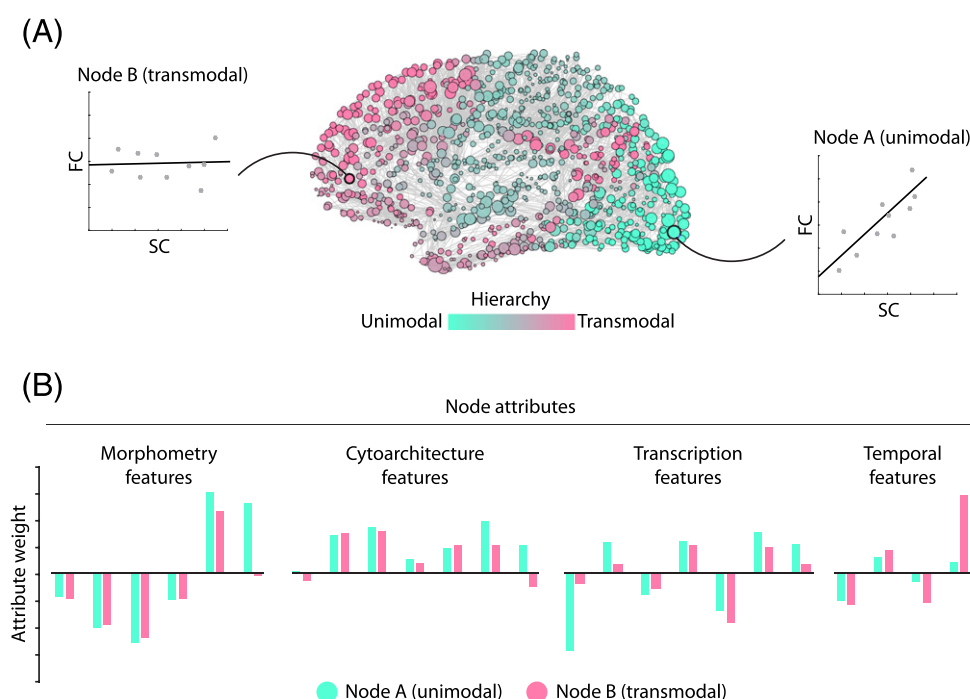 (A)
Node B (transmodal)
FC
SC
Node A (unimodal)
FC
SC
Hierarchy
Unimodal
Transmodal
(B)
Node attributes
Morphometry
features
Cytoarchitecture
features
Transcription
features
Temporal
features
Attribute weight
Node A (unimodal)
Node B (transmodal)